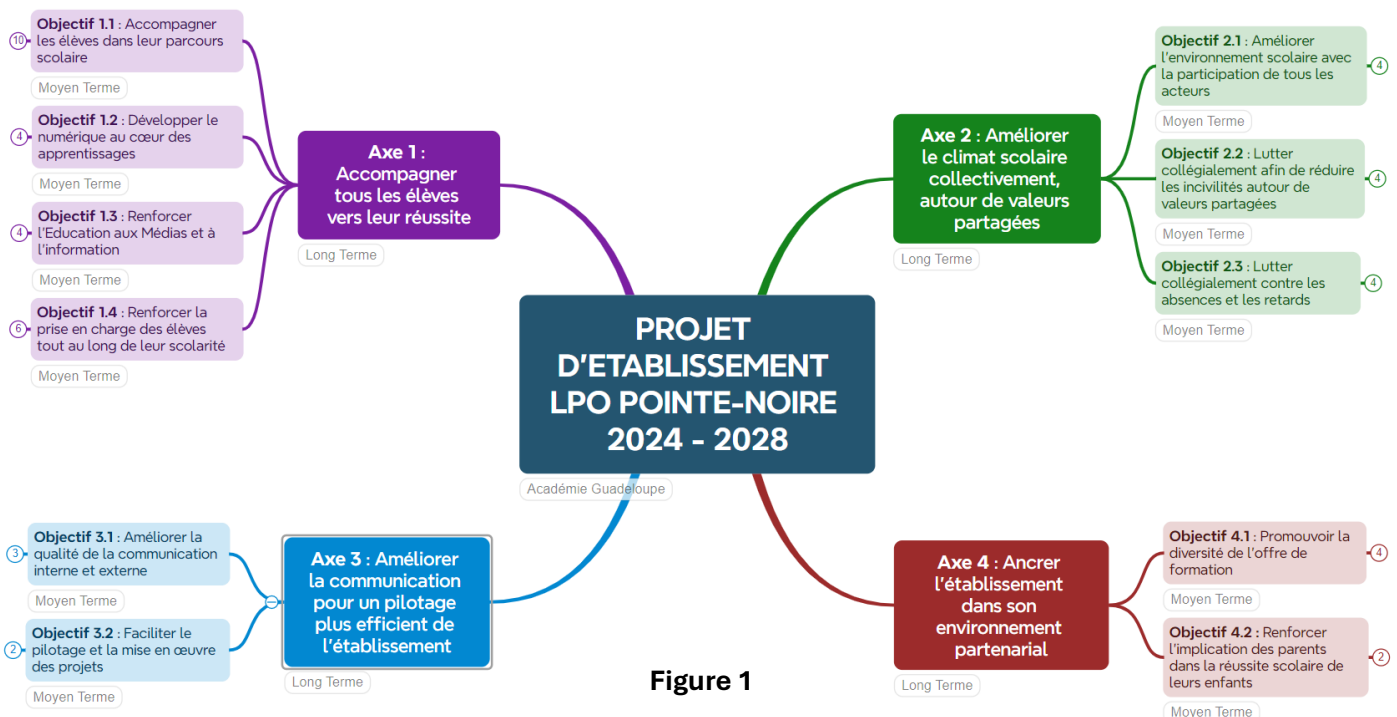 PROJET
D'ETABLISSEMENT
LPO POINTE-NOIRE
2024 - 2028
Académie Guadeloupe
Axe 1 :
Accompagner
tous les élèves
vers leur réussite
Long Terme
10
Objectif 1.1 : Accompagner
les élèves dans leur parcours
scolaire
Moyen Terme
4
Objectif 1.2 : Développer le
numérique au cœur des
apprentissages
Moyen Terme
4
Objectif 1.3 : Renforcer
l'Education aux Médias et à
l'information
Moyen Terme
6
Objectif 1.4 : Renforcer la
prise en charge des élèves
tout au long de leur scolarité
Moyen Terme
Axe 2 : Améliorer
le climat scolaire
collectivement,
autour de valeurs
partagées
Long Terme
Objectif 2.1 : Améliorer
l'environnement scolaire avec
la participation de tous les
acteurs
4
Moyen Terme
Objectif 2.2 : Lutter
collégialement afin de réduire
les incivilités autour de
valeurs partagées
4
Moyen Terme
Objectif 2.3 : Lutter
collégialement contre les
absences et les retards
4
Moyen Terme
Axe 3 : Améliorer
la communication
pour un pilotage
plus efficient de
l'établissement
Long Terme
3
Objectif 3.1 : Améliorer la
qualité de la communication
interne et externe
Moyen Terme
2
Objectif 3.2 : Faciliter le
pilotage et la mise en œuvre
des projets
Moyen Terme
Axe 4 : Ancrer
l'établissement
dans son
environnement
partenarial
Long Terme
Objectif 4.1 : Promouvoir la
diversité de l'offre de
formation
4
Moyen Terme
Objectif 4.2 : Renforcer
l'implication des parents
dans la réussite scolaire de
leurs enfants
2
Moyen Terme
Figure 1